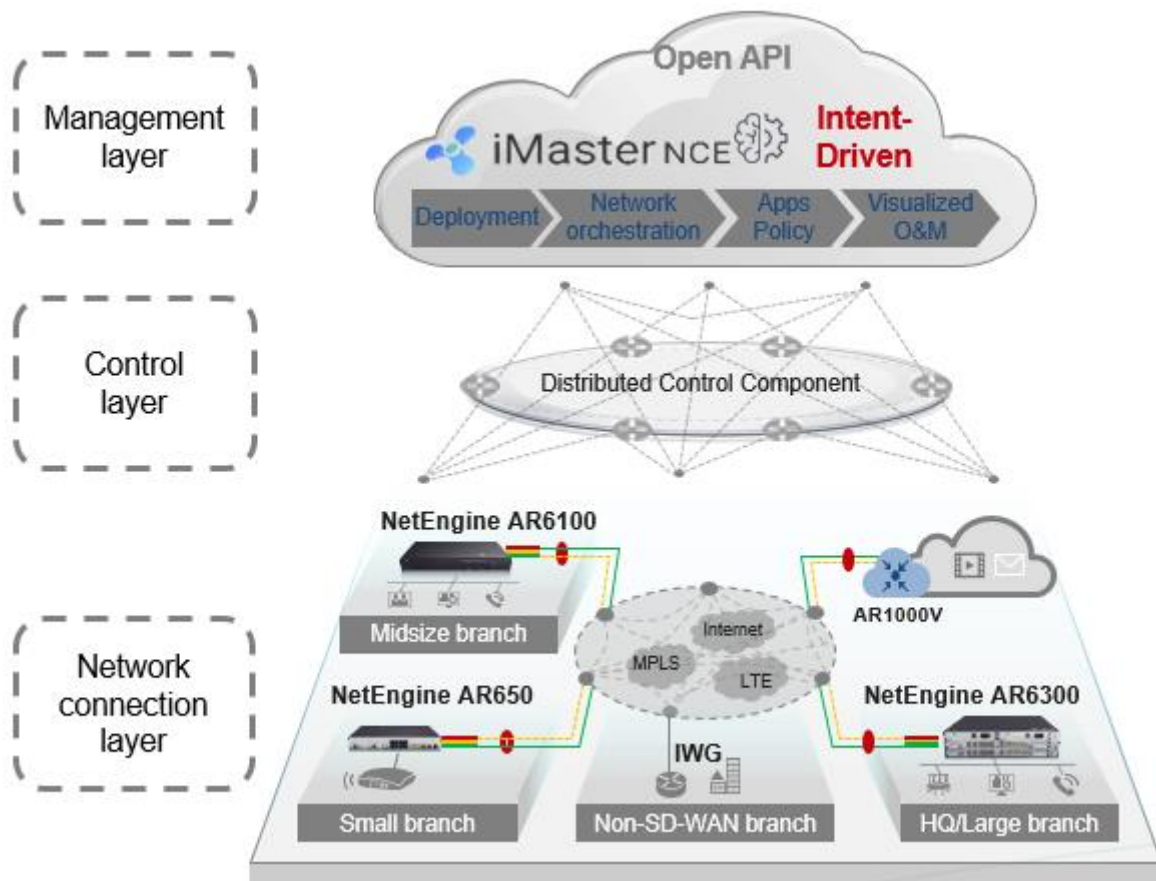 Management
layer
Open API
iMaster NCE
Intent-
Driven
Deployment
Network
orchestration
Apps
Policy
Visualized
O&M
Control
layer
Distributed Control Component
Network
connection
layer
NetEngine AR6100
Midsize branch
AR1000V
Internet
MPLS
LTE
NetEngine AR650
Small branch
IWG
Non-SD-WAN branch
NetEngine AR6300
HQ/Large branch